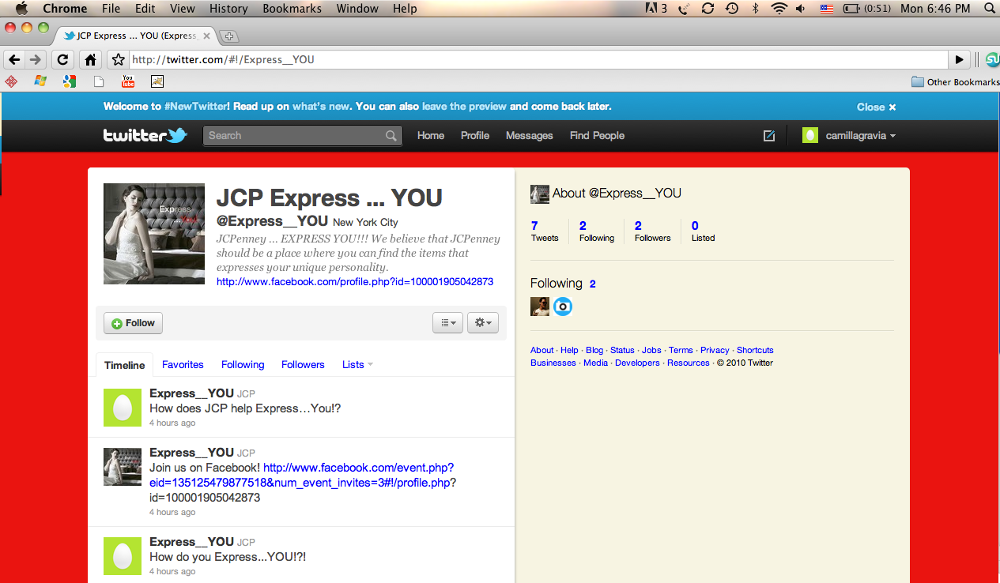 Chrome File Edit View History Bookmarks Window Help 3 (0:51) Mon 6:46 PM
JCP Express ... YOU (Express_
http://twitter.com/#!/Express__YOU
You Tube Other Bookmarks
Welcome to #NewTwitter! Read up on what's new. You can also leave the preview and come back later. Close ×
twitter Search Home Profile Messages Find People camillagravia
JCP Express ... YOU
@Express__YOU New York City
JCPenney ... EXPRESS YOU!!! We believe that JCPenney
should be a place where you can find the items that
expresses your unique personality.
http://www.facebook.com/profile.php?id=100001905042873
Follow
Timeline Favorites Following Followers Lists
Express__YOU JCP
How does JCP help Express...You!?
4 hours ago
Express__YOU JCP
Join us on Facebook! http://www.facebook.com/event.php?
eid=135125479877518&num_event_invites=3#!/profile.php?
id=100001905042873
4 hours ago
Express__YOU JCP
How do you Express...YOU!?!
4 hours ago
About @Express__YOU
7 2 2 0
Tweets Following Followers Listed
Following 2
About · Help · Blog · Status · Jobs · Terms · Privacy · Shortcuts
Businesses · Media · Developers · Resources · © 2010 Twitter